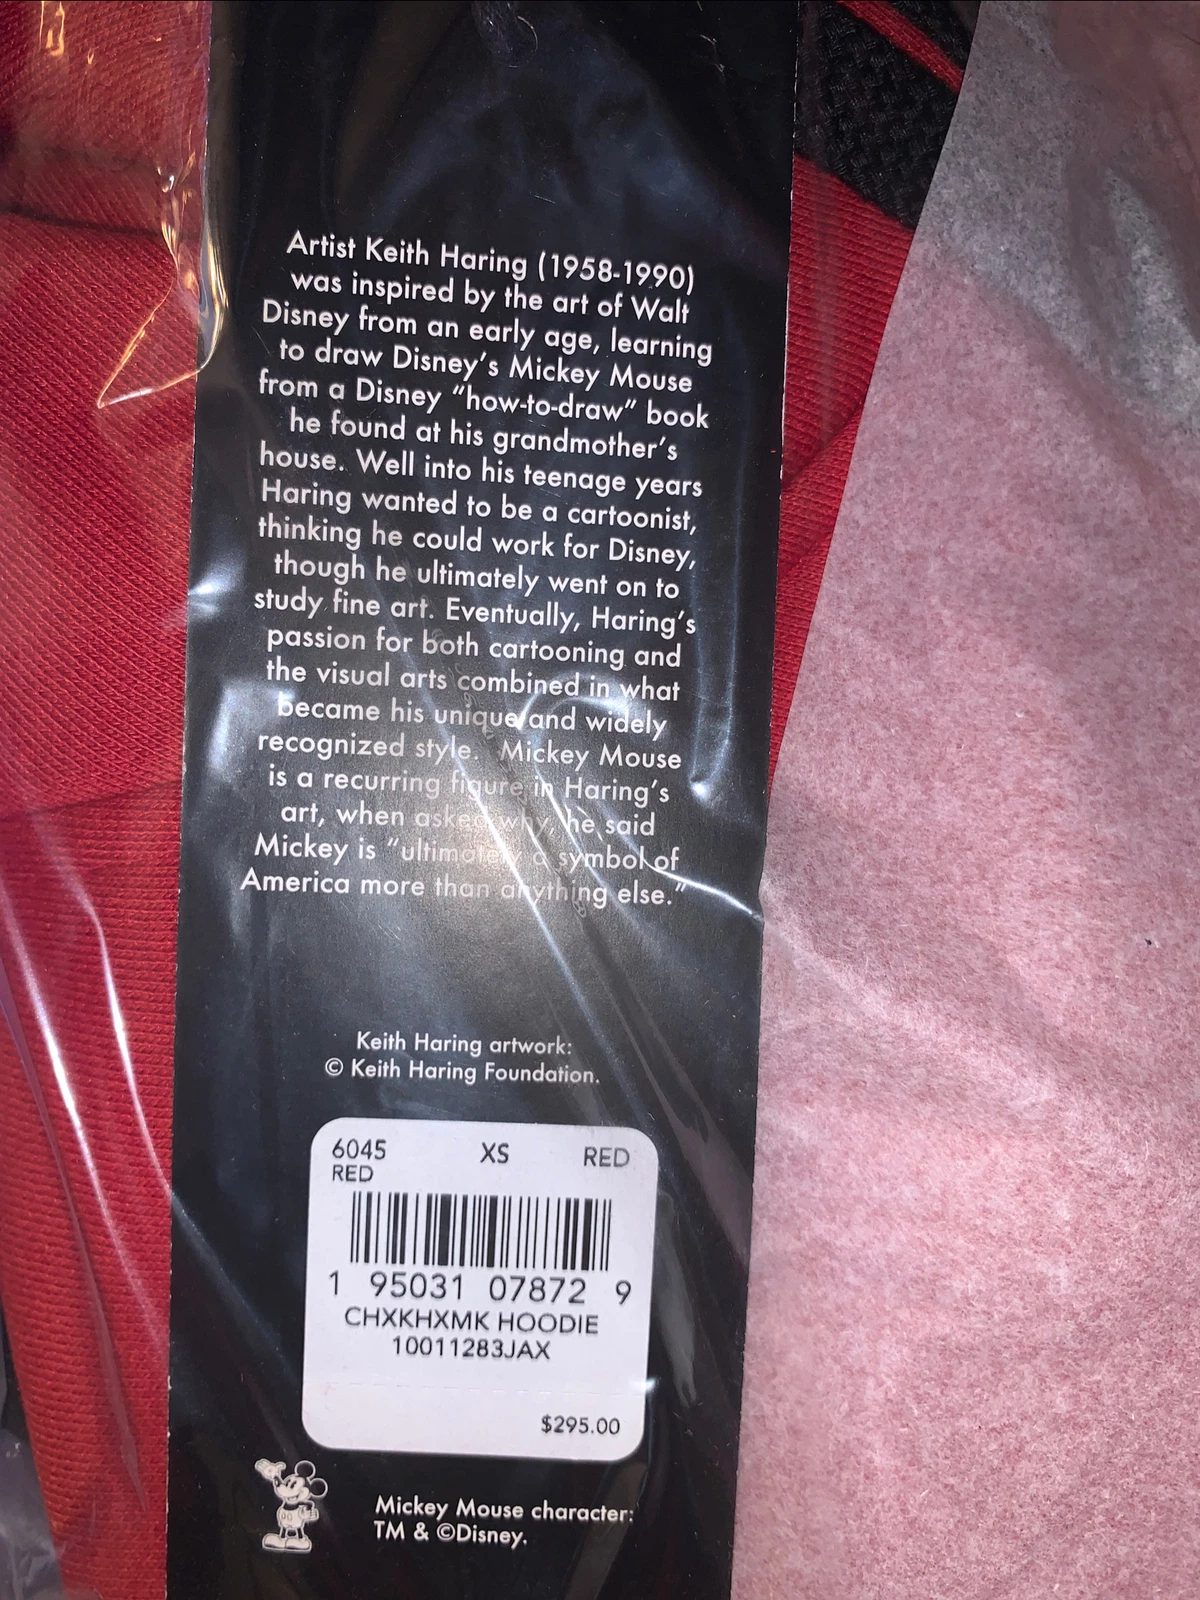 Artist Keith Haring (1958-1990)
was inspired by the art of Walt
Disney from an early age, learning
to draw Disney’s Mickey Mouse
from a Disney “how-to-draw” book
he found at his grandmother’s
house. Well into his teenage years
Haring wanted to be a cartoonist,
thinking he could work for Disney,
though he ultimately went on to
study fine art. Eventually, Haring’s
passion for both cartooning and
the visual arts combined in what
became his unique and widely
recognized style. Mickey Mouse
is a recurring figure in Haring’s
art, when asked why, he said
Mickey is “ultimately a symbol of
America more than anything else.”
Keith Haring artwork:
© Keith Haring Foundation.
6045 XS RED
RED
1 95031 07872 9
CHXKHXMK HOODIE
10011283JAX
$295.00
Mickey Mouse character:
TM & ©Disney.